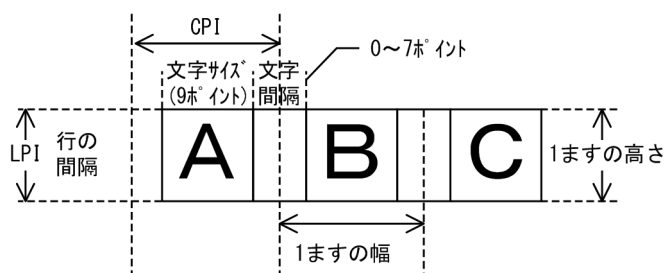 CPI
0～7ﾎﾟｲﾝﾄ
文字ｻｲｽﾞ
(9ﾎﾟｲﾝﾄ)
文字
間隔
LPI
行の
間隔
A B C
1ますの高さ
1ますの幅